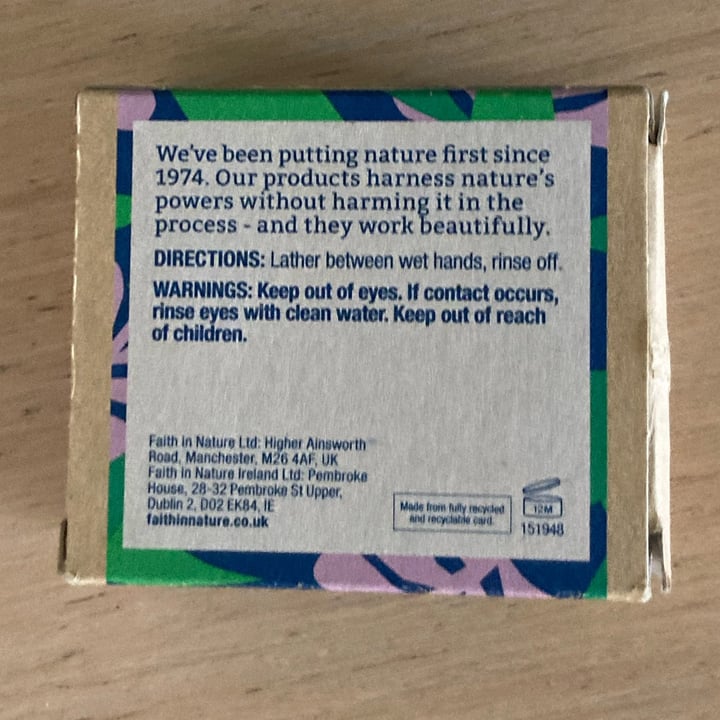 We've been putting nature first since
1974. Our products harness nature's
powers without harming it in the
process - and they work beautifully.
DIRECTIONS: Lather between wet hands, rinse off.
WARNINGS: Keep out of eyes. If contact occurs,
rinse eyes with clean water. Keep out of reach
of children.
Faith in Nature Ltd: Higher Ainsworth
Road, Manchester, M26 4AF, UK
Faith in Nature Ireland Ltd: Pembroke
House, 28-32 Pembroke St Upper,
Dublin 2, D02 EK84, IE
faithinnature.co.uk
Made from fully recycled
and recyclable card.
12M
151948